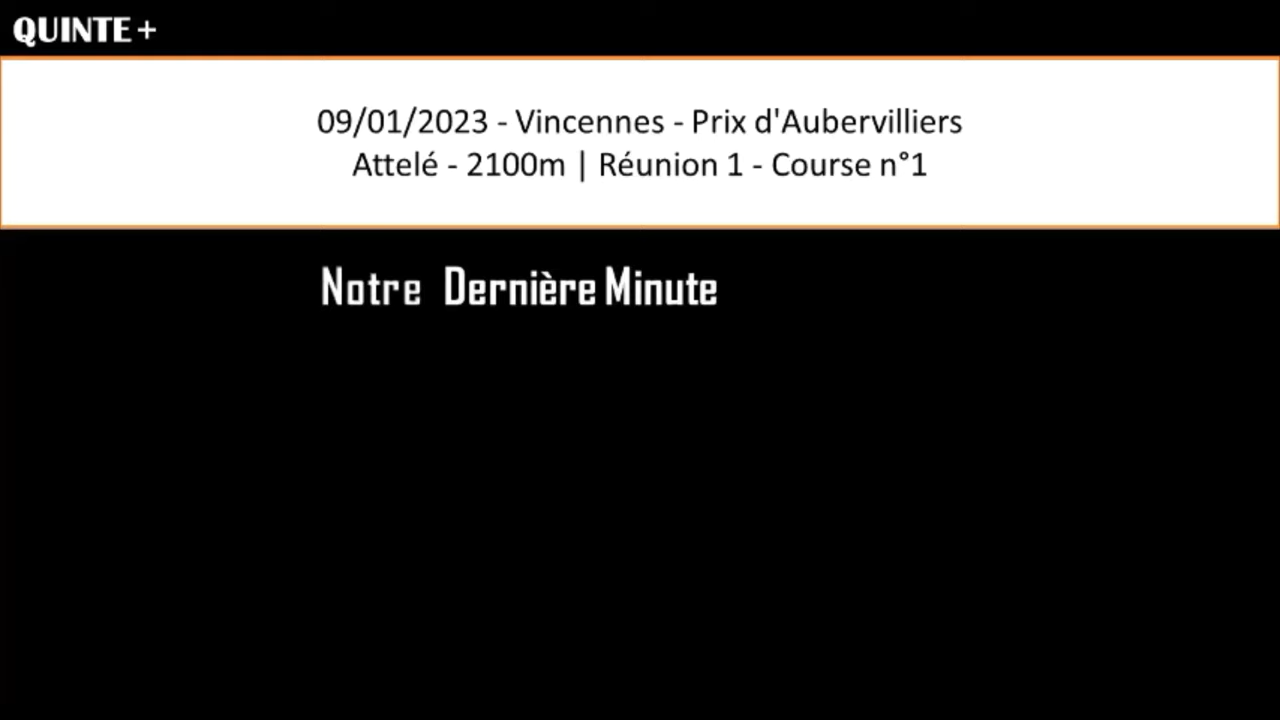 QUINTE +
09/01/2023 - Vincennes - Prix d'Aubervilliers
Attelé - 2100m | Réunion 1 - Course n°1
Notre Dernière Minute